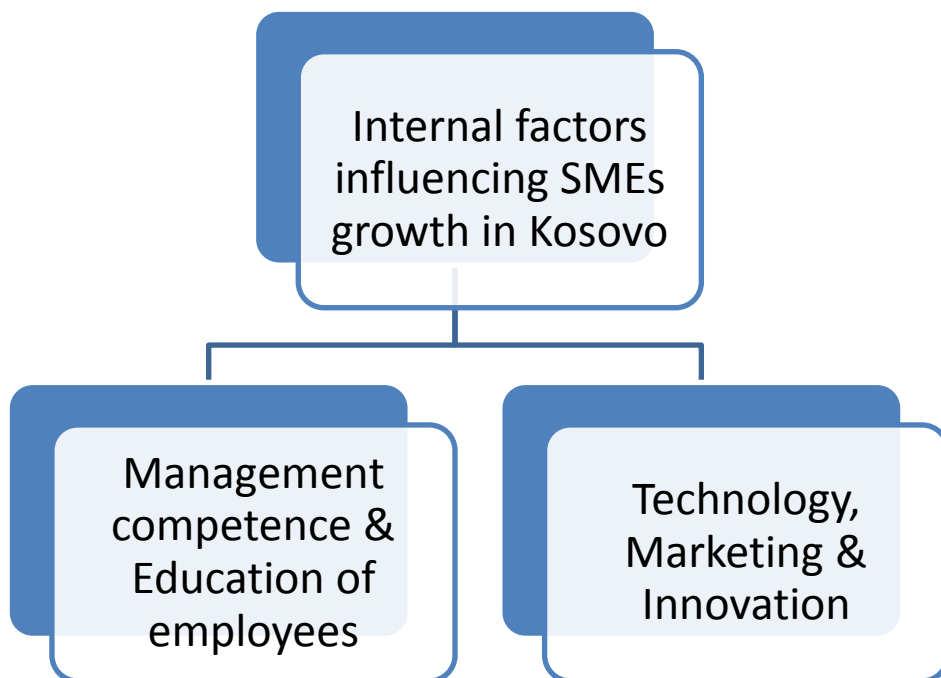 Internal factors
influencing SMEs
growth in Kosovo
Management
competence &
Education of
employees
Technology,
Marketing &
Innovation